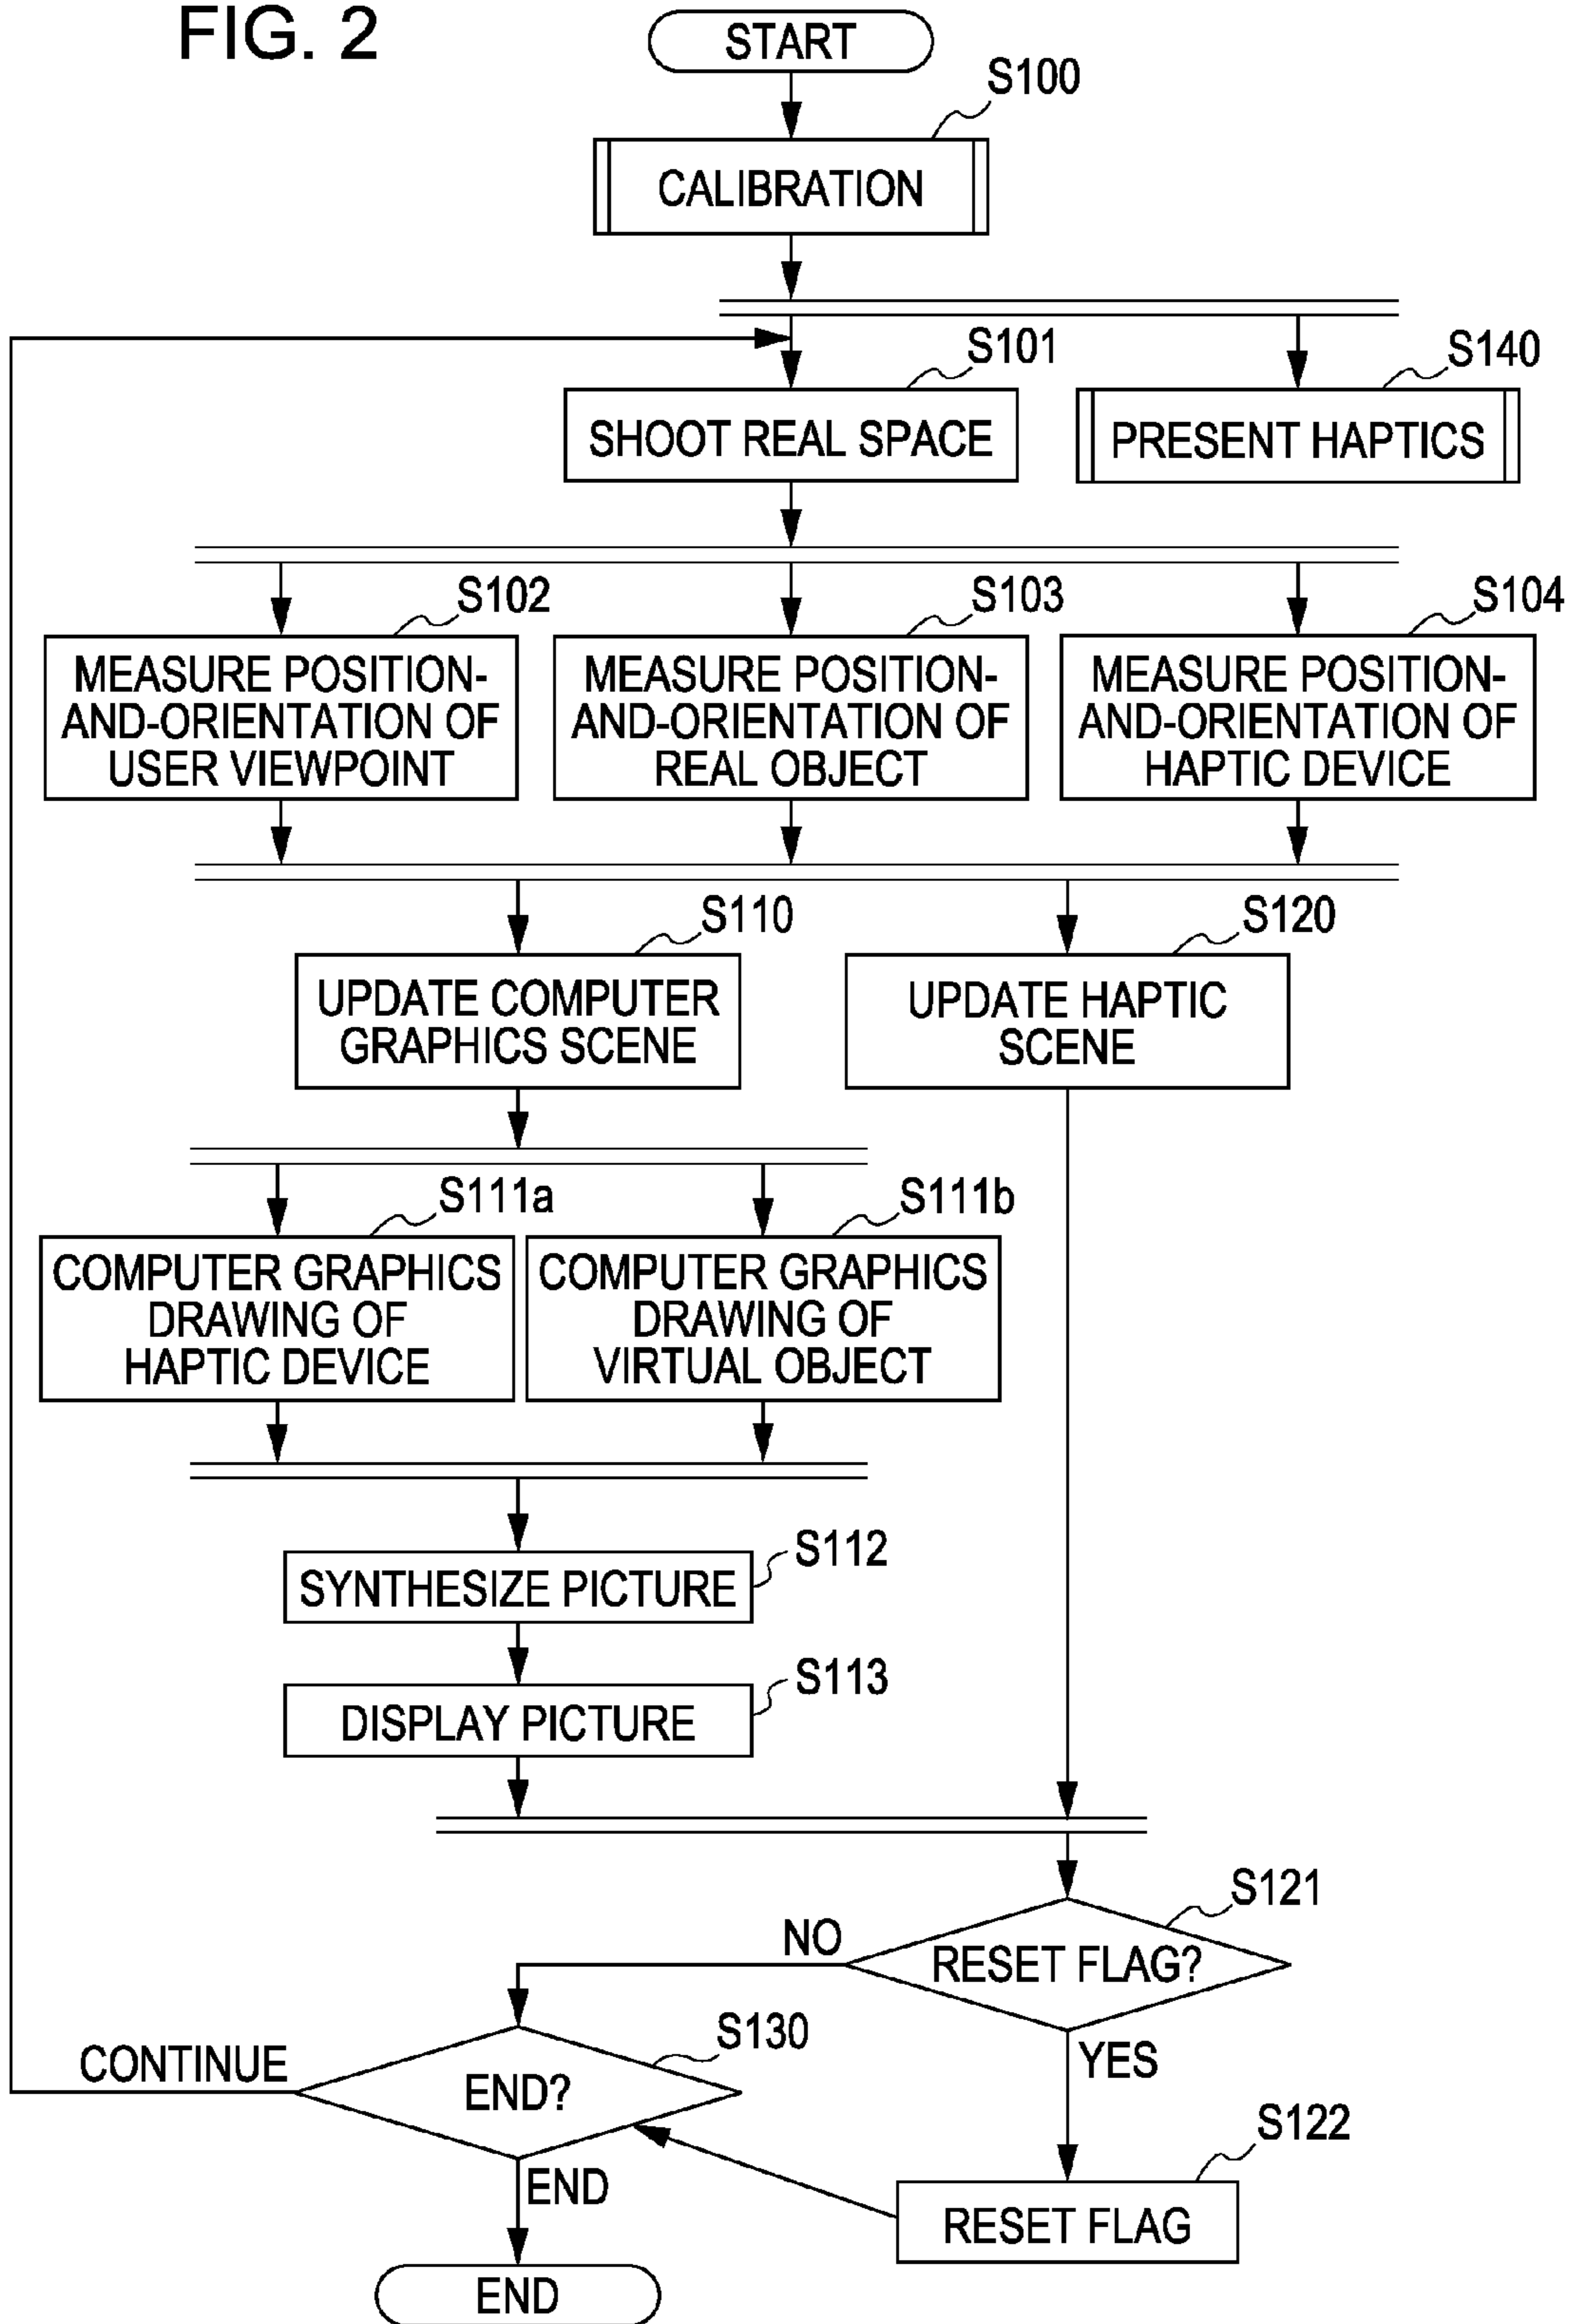 FIG. 2
START
S100
CALIBRATION
S101
S140
SHOOT REAL SPACE
PRESENT HAPTICS
S102
S103
S104
MEASURE POSITION-
AND-ORIENTATION OF
USER VIEWPOINT
MEASURE POSITION-
AND-ORIENTATION OF
REAL OBJECT
MEASURE POSITION-
AND-ORIENTATION OF
HAPTIC DEVICE
S110
S120
UPDATE COMPUTER
GRAPHICS SCENE
UPDATE HAPTIC
SCENE
S111a
S111b
COMPUTER GRAPHICS
DRAWING OF
HAPTIC DEVICE
COMPUTER GRAPHICS
DRAWING OF
VIRTUAL OBJECT
S112
SYNTHESIZE PICTURE
S113
DISPLAY PICTURE
S121
NO
RESET FLAG?
S130
YES
CONTINUE
END?
S122
END
RESET FLAG
END